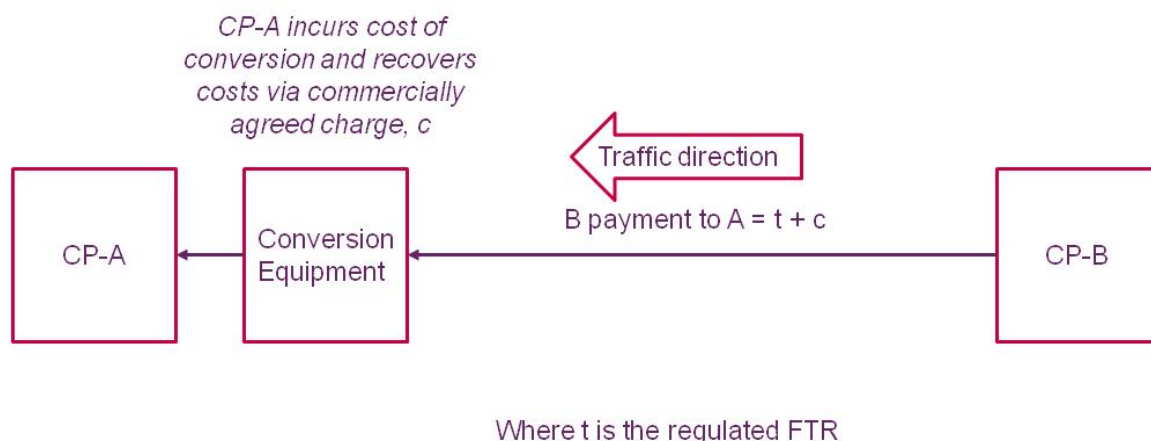 CP-A incurs cost of
conversion and recovers
costs via commercially
agreed charge, c
Traffic direction
B payment to A = t + c
CP-A
Conversion
Equipment
CP-B
Where t is the regulated FTR